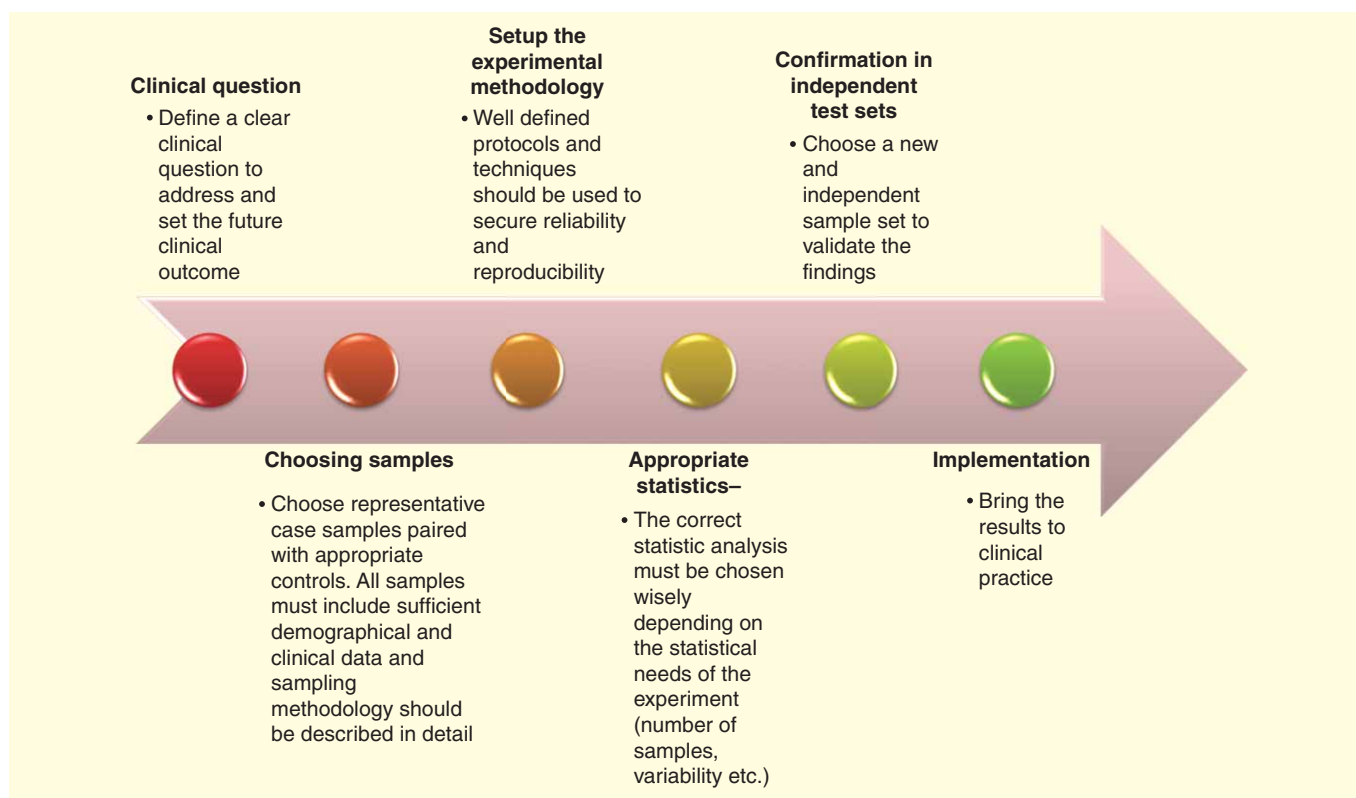 Clinical question
• Define a clear
clinical
question to
address and
set the future
clinical
outcome
Choosing samples
• Choose representative
case samples paired
with appropriate
controls. All samples
must include sufficient
demographical and
clinical data and
sampling
methodology should
be described in detail
Setup the
experimental
methodology
• Well defined
protocols and
techniques
should be used to
secure reliability
and
reproducibility
Appropriate
statistics–
• The correct
statistic analysis
must be chosen
wisely
depending on
the statistical
needs of the
experiment
(number of
samples,
variability etc.)
Confirmation in
independent
test sets
• Choose a new
and
independent
sample set to
validate the
findings
Implementation
• Bring the
results to
clinical
practice